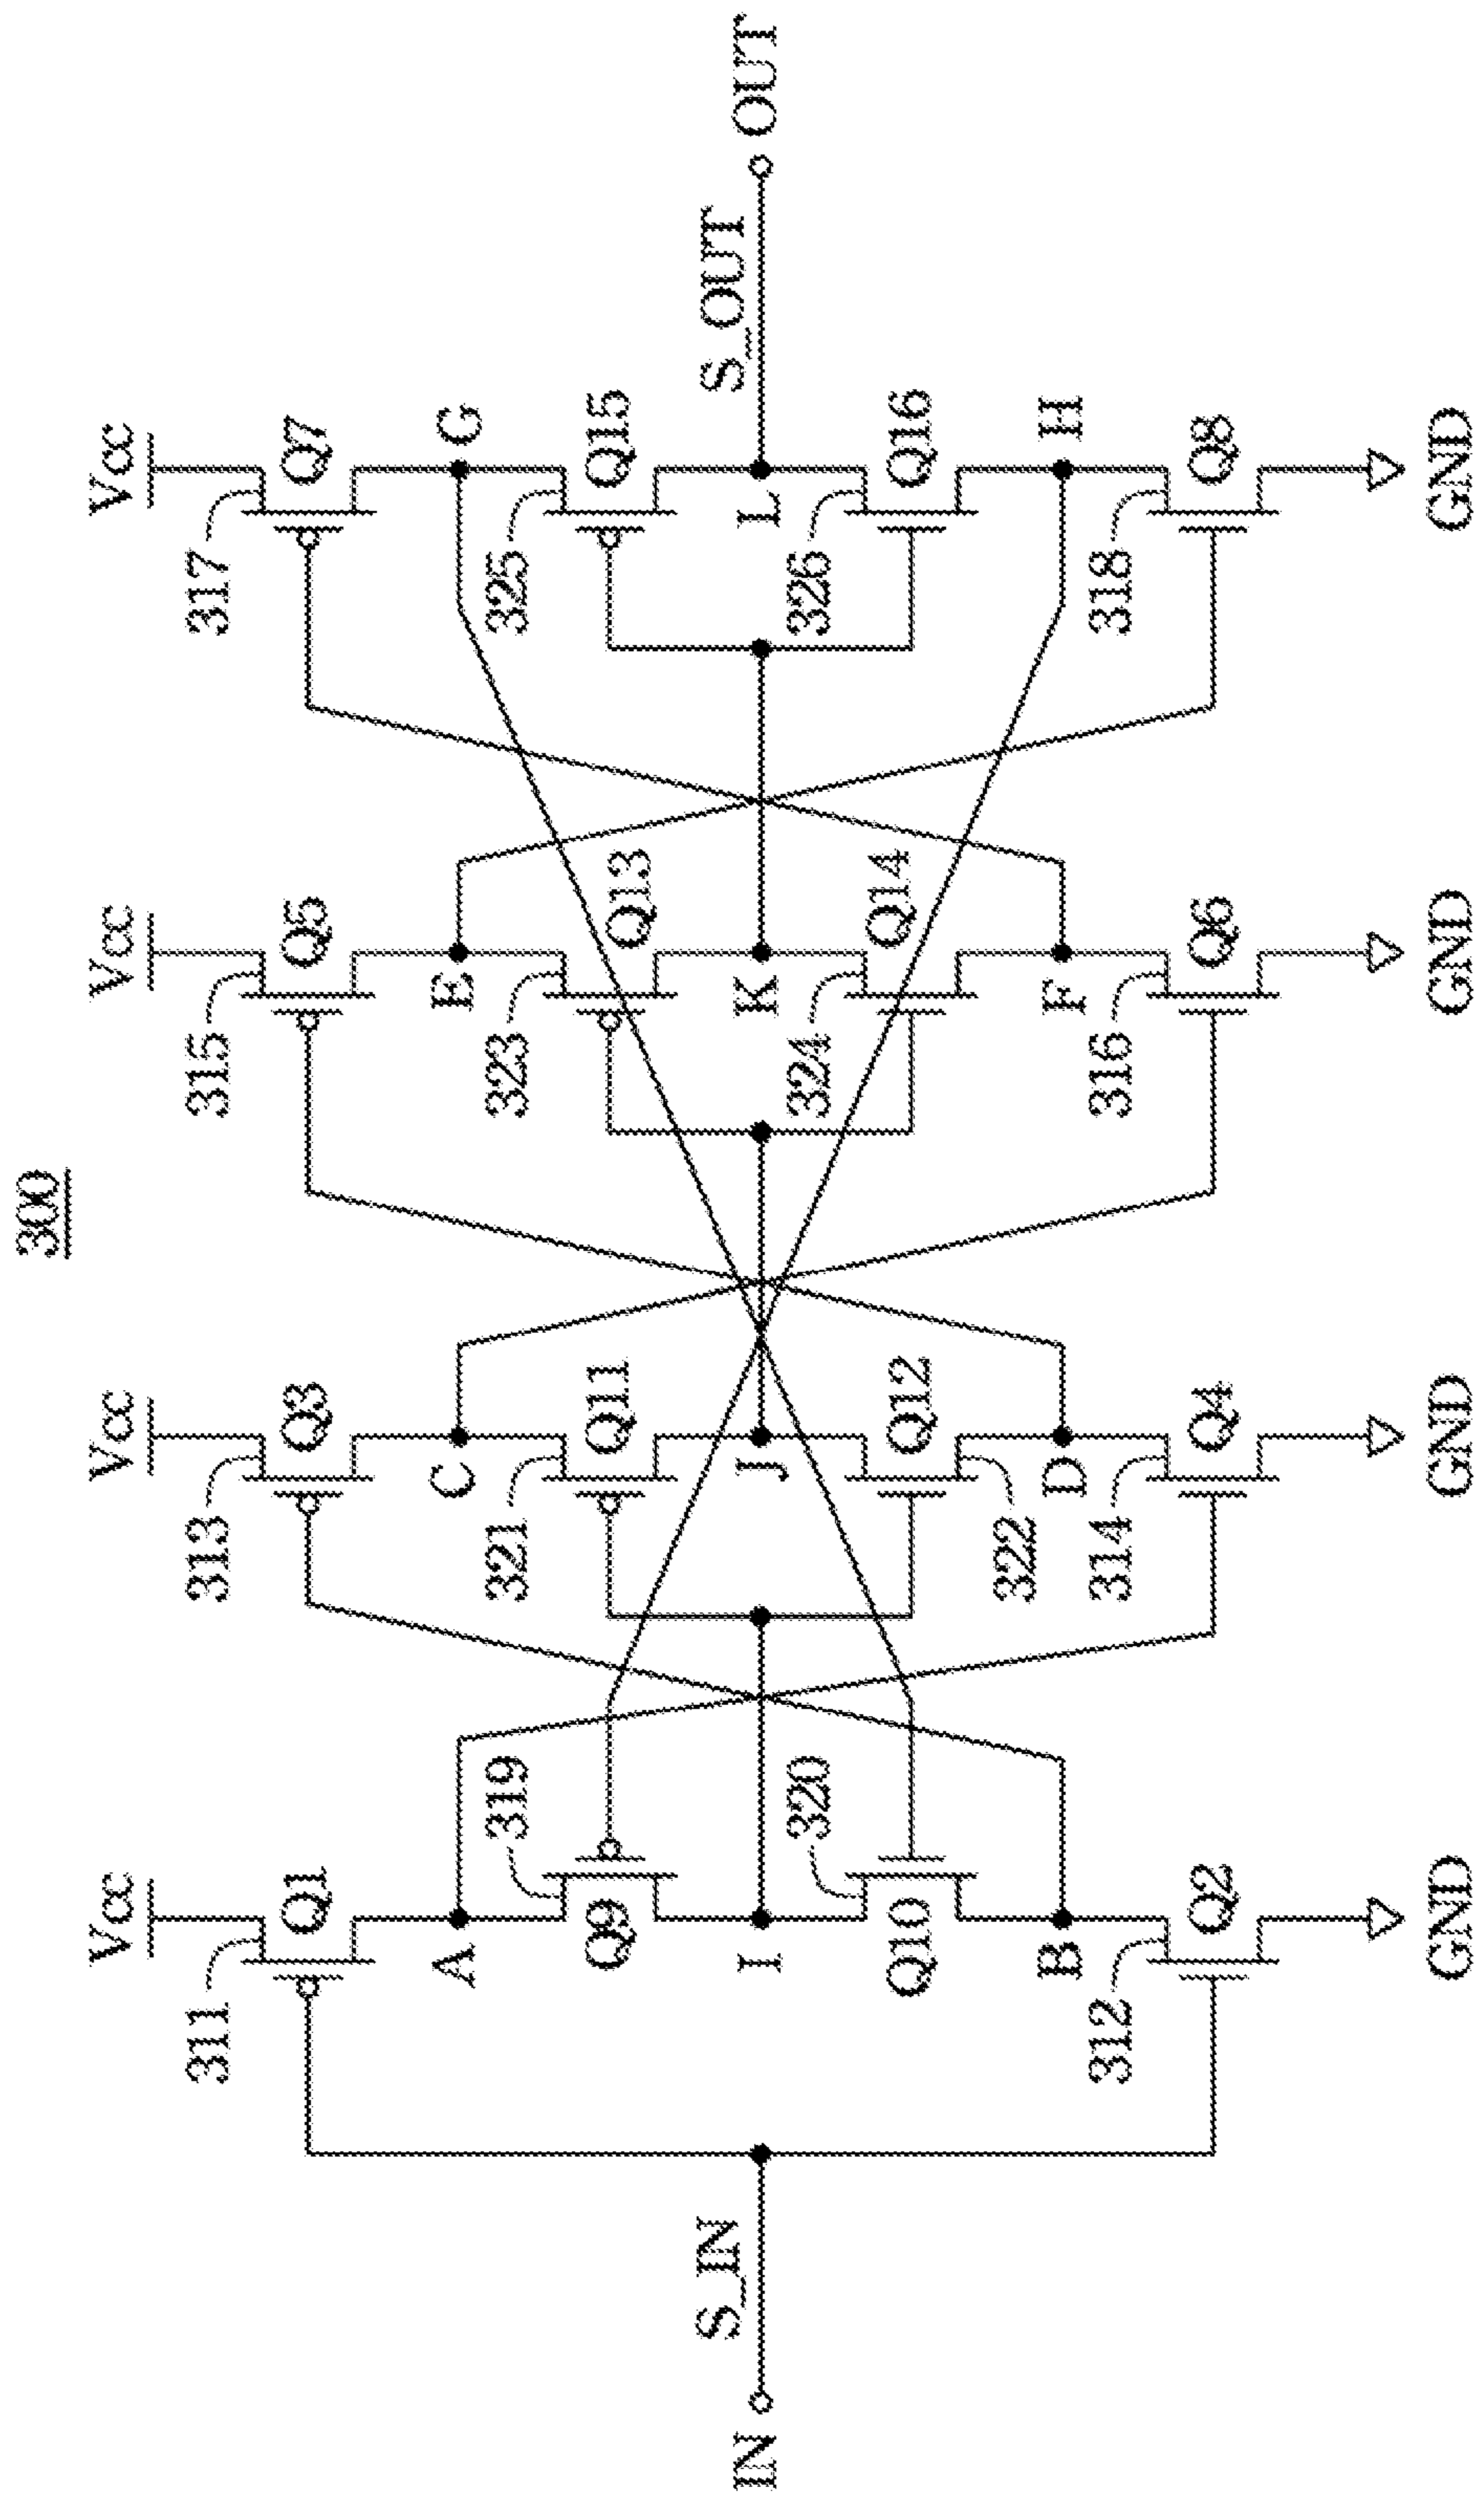 300
Vcc
Vcc
Vcc
Vcc
311
Q1
313
Q3
315
Q5
317
Q7
A
C
E
G
319
Q9
321
Q11
323
Q13
325
Q15
IN
S_IN
I
J
K
L
S_OUT
OUT
320
Q10
Q12
322
324
Q14
326
Q16
B
D
F
H
312
Q2
314
Q4
316
Q6
318
Q8
GND
GND
GND
GND